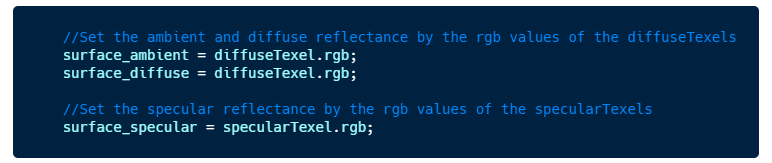 //Set the ambient and diffuse reflectance by the rgb values of the diffuseTexels
surface_ambient = diffuseTexel.rgb;
surface_diffuse = diffuseTexel.rgb;
//Set the specular reflectance by the rgb values of the specularTexels
surface_specular = specularTexel.rgb;